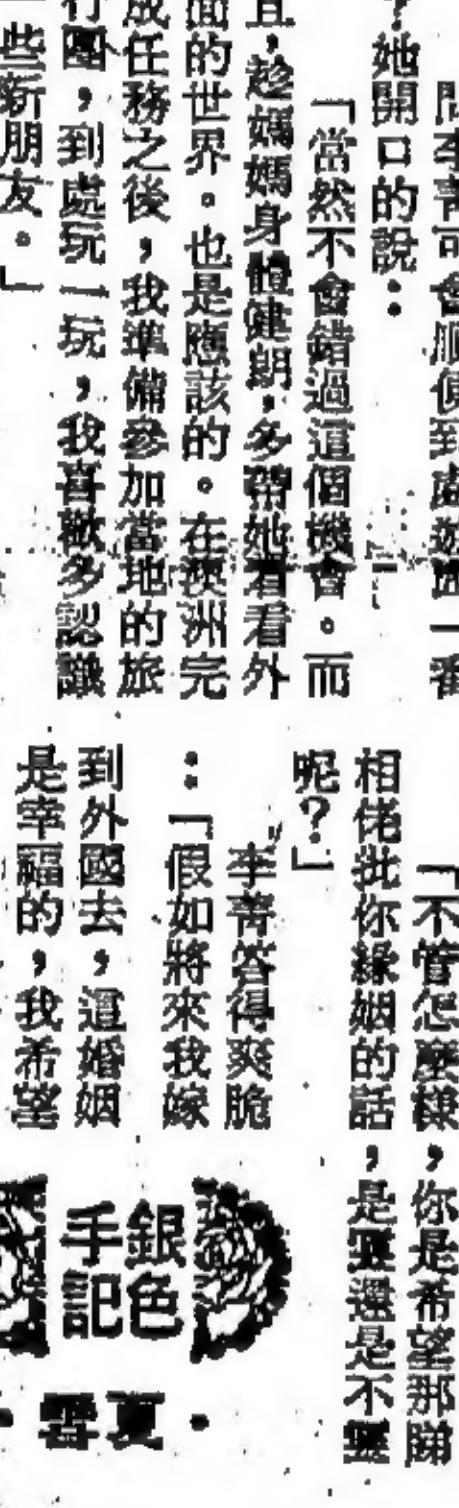 問李菁可會順便到處遊遊一番
？她開口的說：
「當然不會錯過這個機會。而
且，趁媽媽身體健朗，多帶她看看外
面的世界。也是應該的。在澳洲完
成任務之後，我準備參加當地的旅
行團，到處玩一玩，我喜歡多認識
一些新朋友。」
「不管怎麼樣，你是希望那睇
相佬批你緣姻的話，是靈還是不靈
呢？」
李菁答得爽脆
：「假如將來我嫁
到外國去，這婚姻
是幸福的，我希望
銀色
手記
·夏雲·